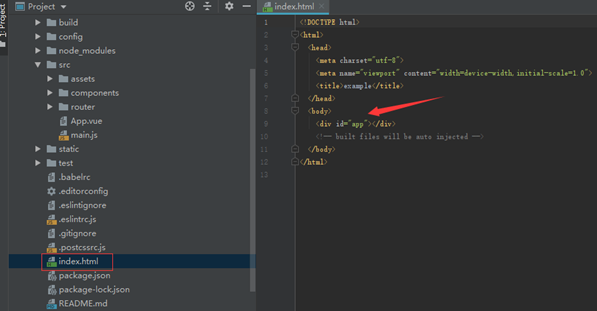 1: Project
Project
build
config
node_modules
src
assets
components
router
App.vue
main.js
static
test
.babelrc
.editorconfig
.eslintignore
.eslintrc.js
.gitignore
.postcssrc.js
index.html
package.json
package-lock.json
README.md
index.html
1 <!DOCTYPE html>
2 <html>
3 <head>
4 <meta charset="utf-8">
5 <meta name="viewport" content="width=device-width,initial-scale=1.0">
6 <title>example</title>
7 </head>
8 <body>
9 <div id="app"></div>
10 <!-- built files will be auto injected -->
11 </body>
12 </html>
13